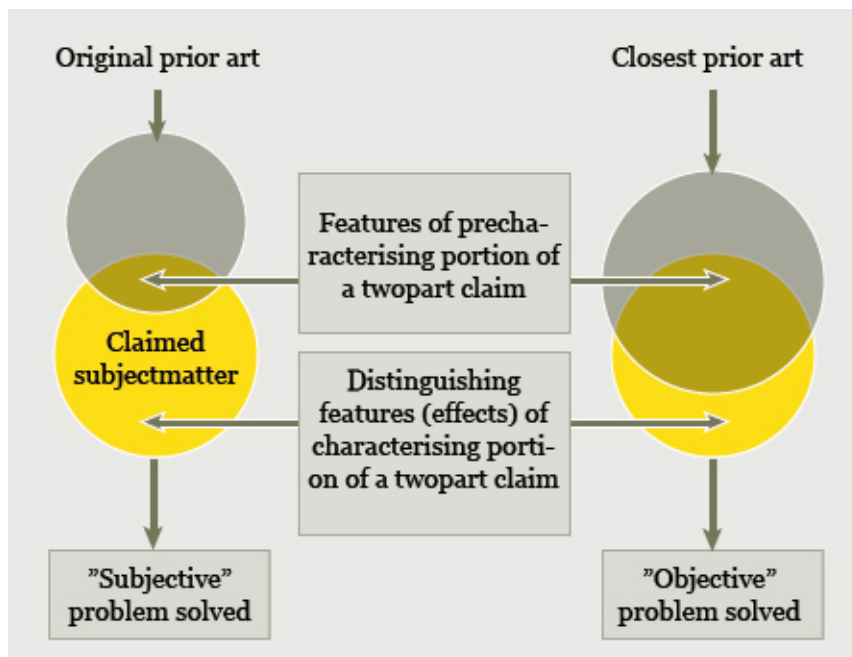 Original prior art
Closest prior art
Features of precha-
racterising portion of
a twopart claim
Claimed
subjectmatter
Distinguishing
features (effects) of
characterising porti-
on of a twopart claim
”Subjective”
problem solved
”Objective”
problem solved